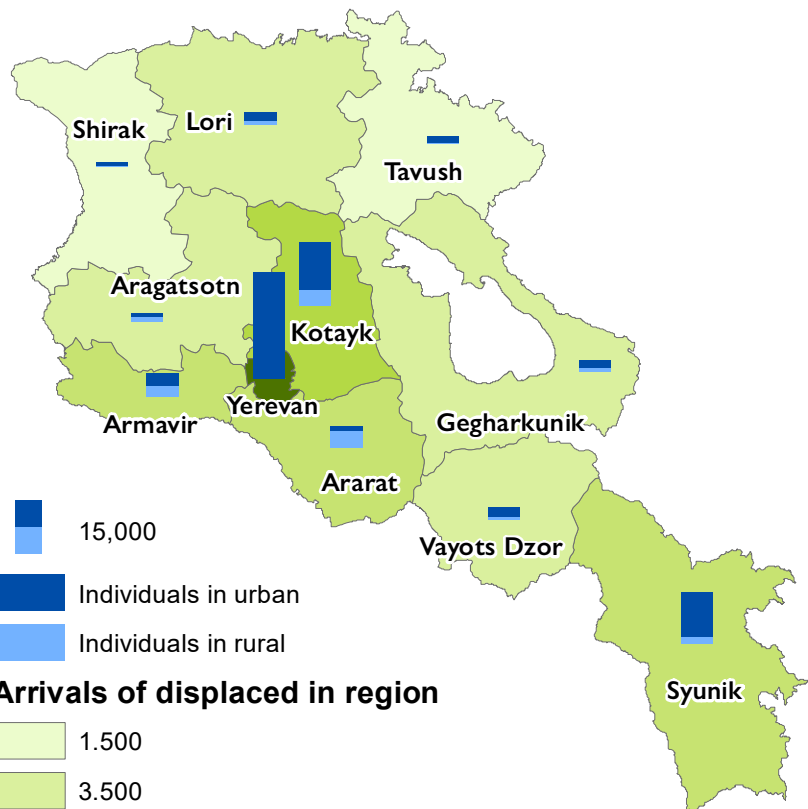 Shirak
Lori
Tavush
Aragatsotn
Kotayk
Armavir
Yerevan
Gegharkunik
Ararat
Vayots Dzor
Syunik
15,000
Individuals in urban
Individuals in rural
Arrivals of displaced in region
1.500
3.500